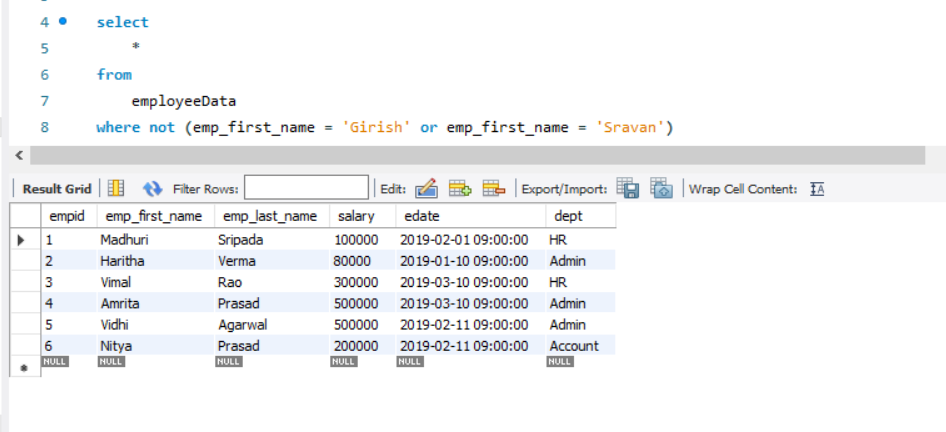 4 select
5 *
6 from
7 employeeData
8 where not (emp_first_name = 'Girish' or emp_first_name = 'Sravan')
Result Grid Filter Rows: Edit: Export/Import: Wrap Cell Content: IA
empid emp_first_name emp_last_name salary edate dept
1 Madhuri Sripada 100000 2019-02-01 09:00:00 HR
2 Haritha Verma 80000 2019-01-10 09:00:00 Admin
3 Vimal Rao 300000 2019-03-10 09:00:00 HR
4 Amrita Prasad 500000 2019-03-10 09:00:00 Admin
5 Vidhi Agarwal 500000 2019-02-11 09:00:00 Admin
6 Nitya Prasad 200000 2019-02-11 09:00:00 Account
NULL NULL NULL NULL NULL NULL